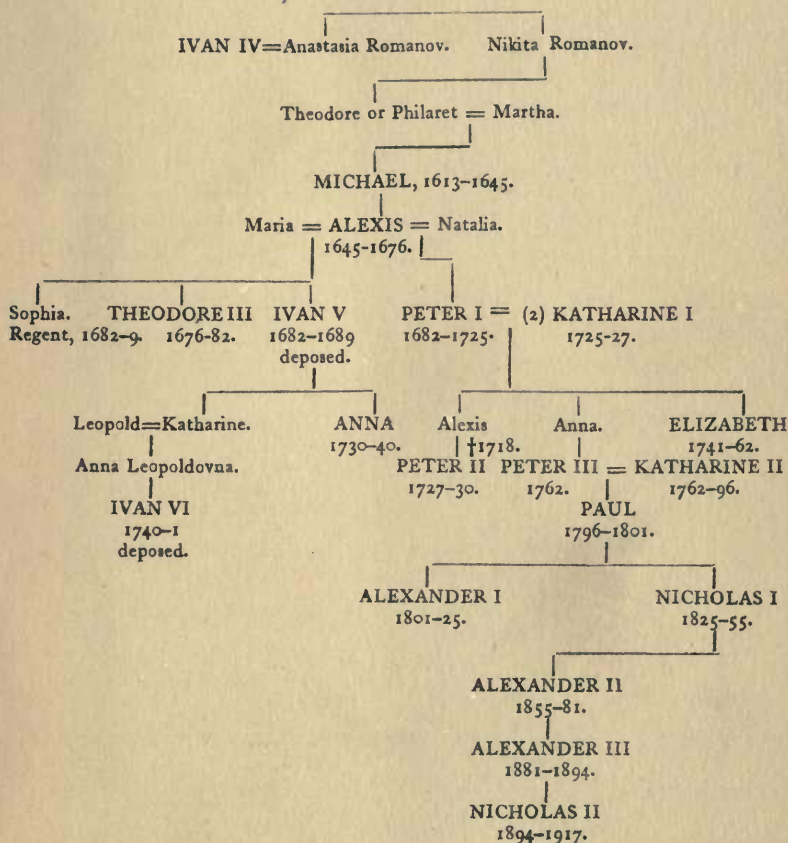 IVAN IV=Anastasia Romanov. Nikita Romanov.
Theodore or Philaret = Martha.
MICHAEL, 1613-1645.
Maria = ALEXIS = Natalia.
1645-1676.
Sophia. THEODORE III IVAN V PETER I = (2) KATHARINE I
Regent, 1682-9. 1676-82. 1682-1689 1682-1725. 1725-27.
deposed.
Leopold=Katharine. ANNA Alexis Anna. ELIZABETH
1730-40. †1718. 1741-62.
Anna Leopoldovna. PETER II PETER III = KATHARINE II
1727-30. 1762. 1762-96.
IVAN VI PAUL
1740-1 1796-1801.
deposed.
ALEXANDER I NICHOLAS I
1801-25. 1825-55.
ALEXANDER II
1855-81.
ALEXANDER III
1881-1894.
NICHOLAS II
1894-1917.